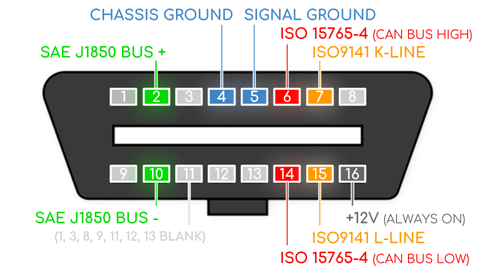 CHASSIS GROUND SIGNAL GROUND
ISO 15765-4 (CAN BUS HIGH)
SAE J1850 BUS + ISO9141 K-LINE
1 2 3 4 5 6 7 8
9 10 11 12 13 14 15 16
SAE J1850 BUS - +12V (ALWAYS ON)
(1, 3, 8, 9, 11, 12, 13 BLANK)
ISO9141 L-LINE
ISO 15765-4 (CAN BUS LOW)